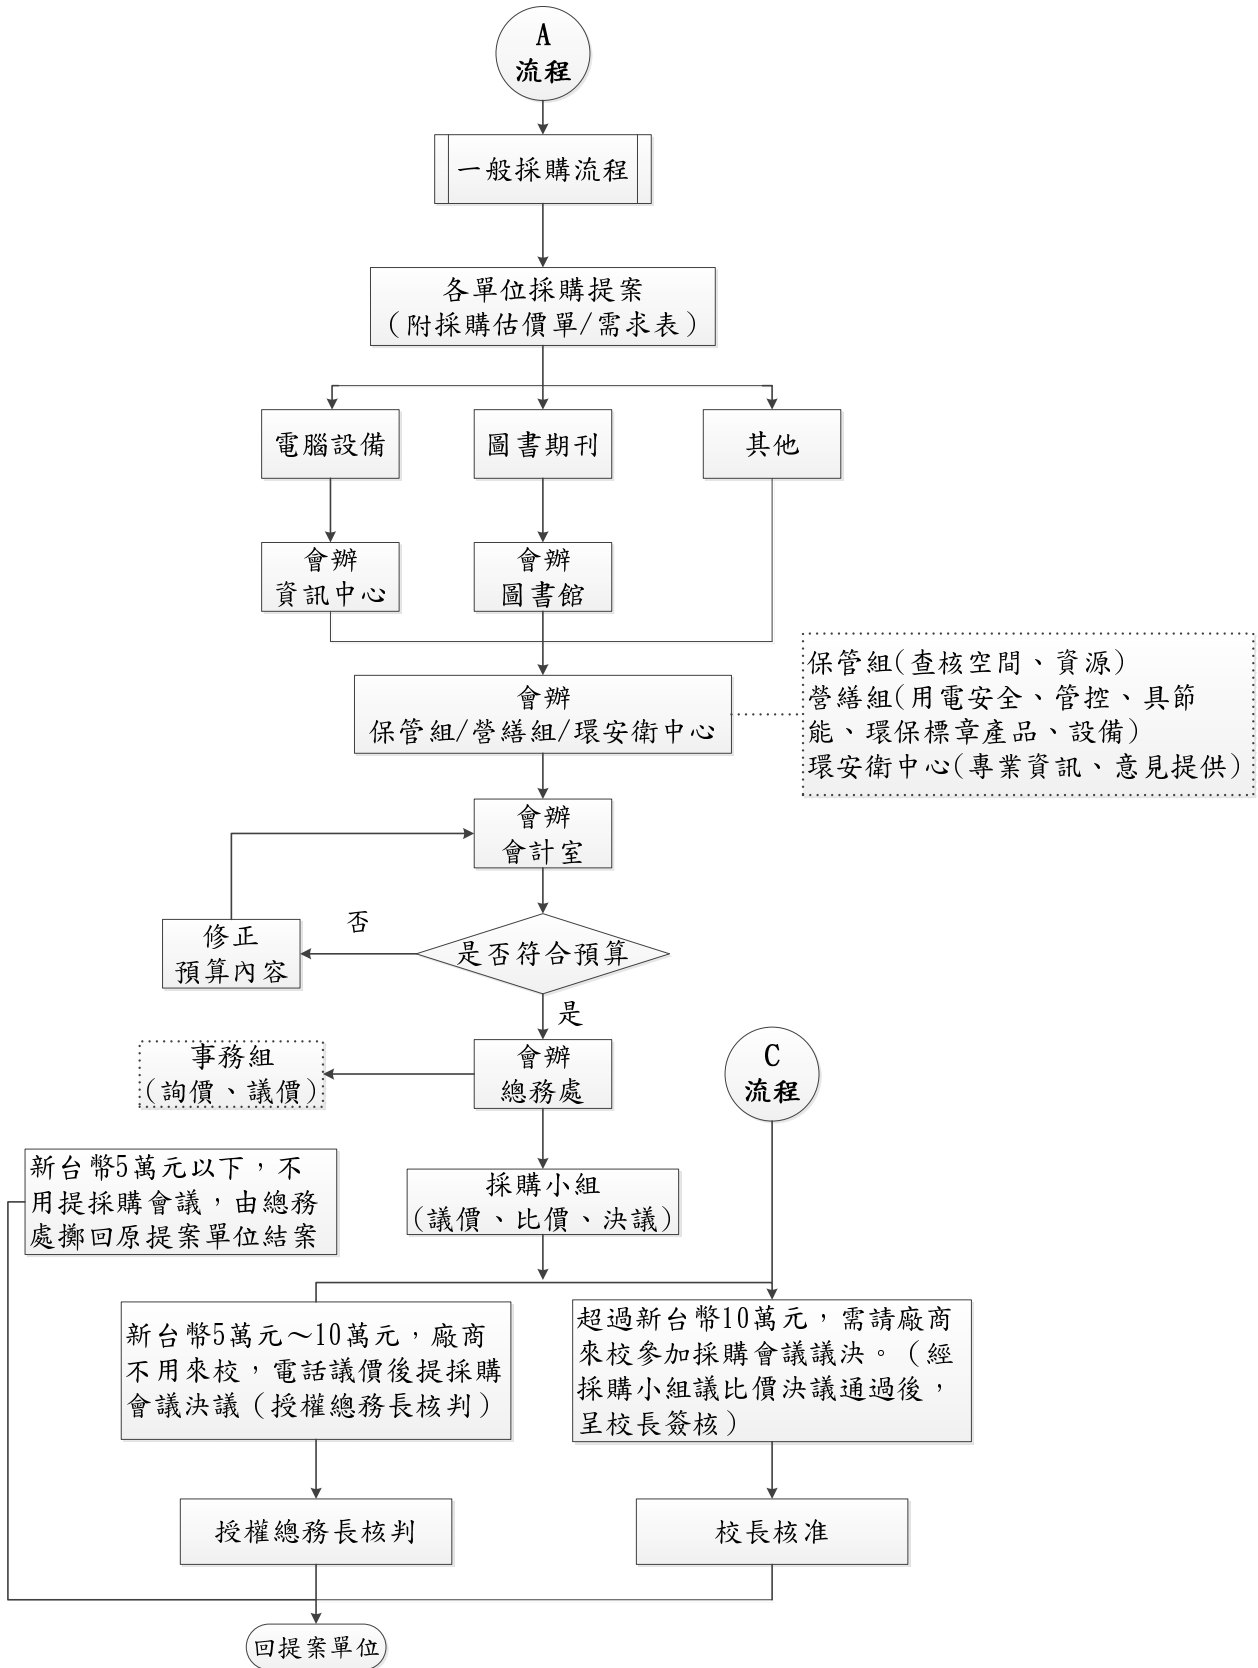 A
流程
一般採購流程
各單位採購提案
（附採購估價單/需求表）
電腦設備
圖書期刊
其他
會辦
資訊中心
會辦
圖書館
會辦
保管組/營繕組/環安衛中心
保管組(查核空間、資源)
營繕組(用電安全、管控、具節
能、環保標章產品、設備)
環安衛中心(專業資訊、意見提供)
會辦
會計室
否
修正
預算內容
是否符合預算
是
事務組
(詢價、議價)
會辦
總務處
C
流程
新台幣5萬元以下，不
用提採購會議，由總務
處擲回原提案單位結案
採購小組
(議價、比價、決議)
新台幣5萬元～10萬元，廠商
不用來校，電話議價後提採購
會議決議（授權總務長核判）
超過新台幣10萬元，需請廠商
來校參加採購會議議決。（經
採購小組議比價決議通過後，
呈校長簽核）
授權總務長核判
校長核准
回提案單位